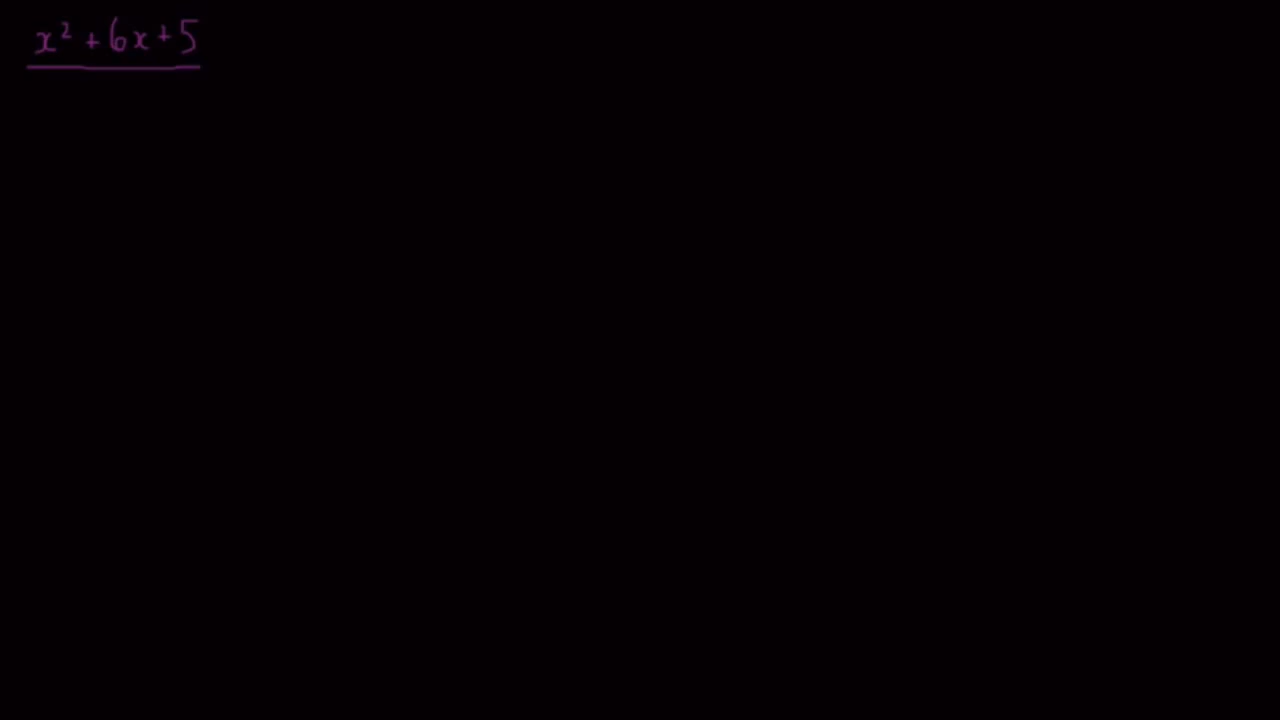 x² + 6x + 5